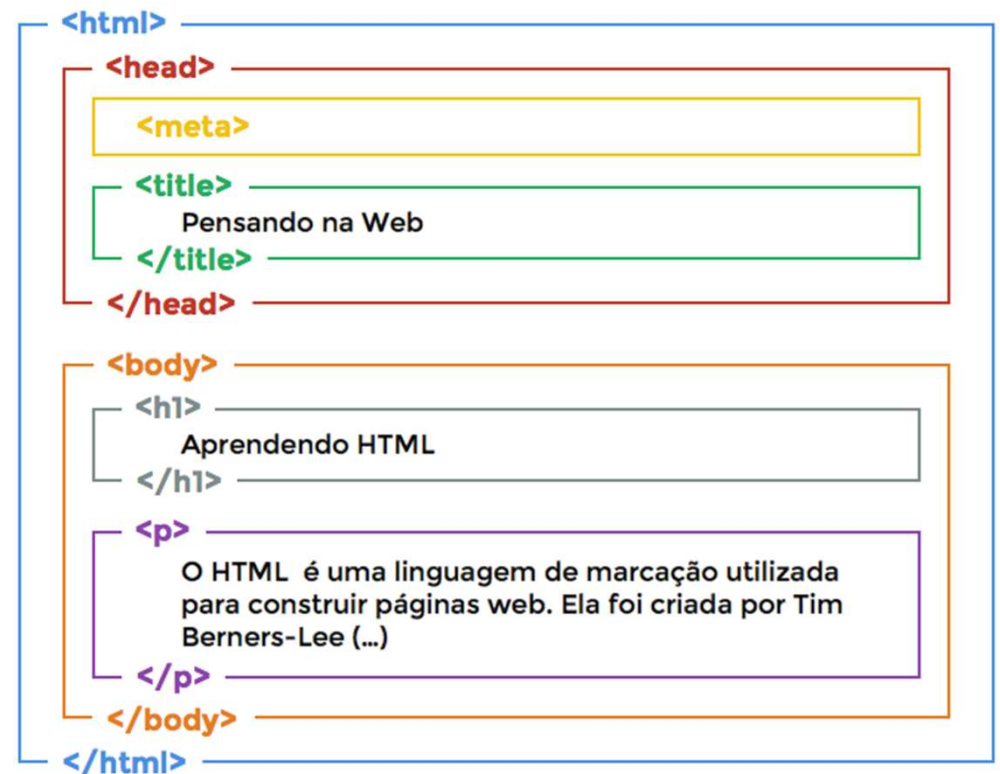 <html>
<head>
<meta>
<title>
Pensando na Web
</title>
</head>
<body>
<h1>
Aprendendo HTML
</h1>
<p>
O HTML é uma linguagem de marcação utilizada
para construir páginas web. Ela foi criada por Tim
Berners-Lee (...)
</p>
</body>
</html>